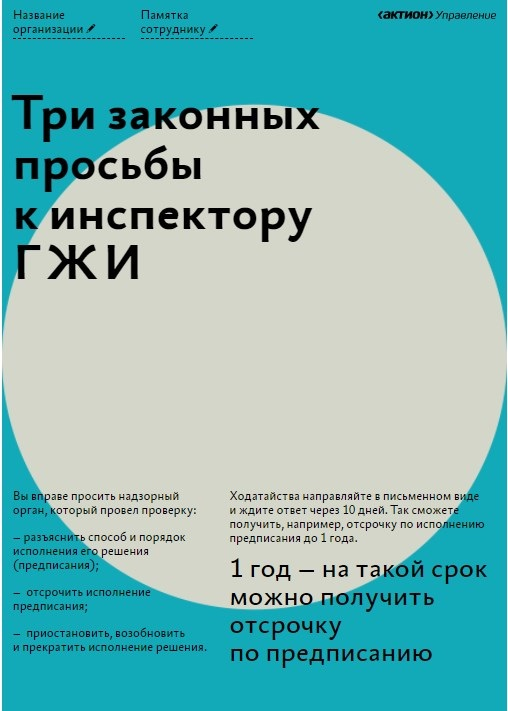 Название
организации
Памятка
сотруднику
‹актион› Управление
Три законных
просьбы
к инспектору
ГЖИ
Вы вправе просить надзорный
орган, который провел проверку:
– разъяснить способ и порядок
исполнения его решения
(предписания);
– отсрочить исполнение
предписания;
– приостановить, возобновить
и прекратить исполнение решения.
Ходатайства направляйте в письменном виде
и ждите ответ через 10 дней. Так сможете
получить, например, отсрочку по исполнению
предписания до 1 года.
1 год – на такой срок
можно получить
отсрочку
по предписанию